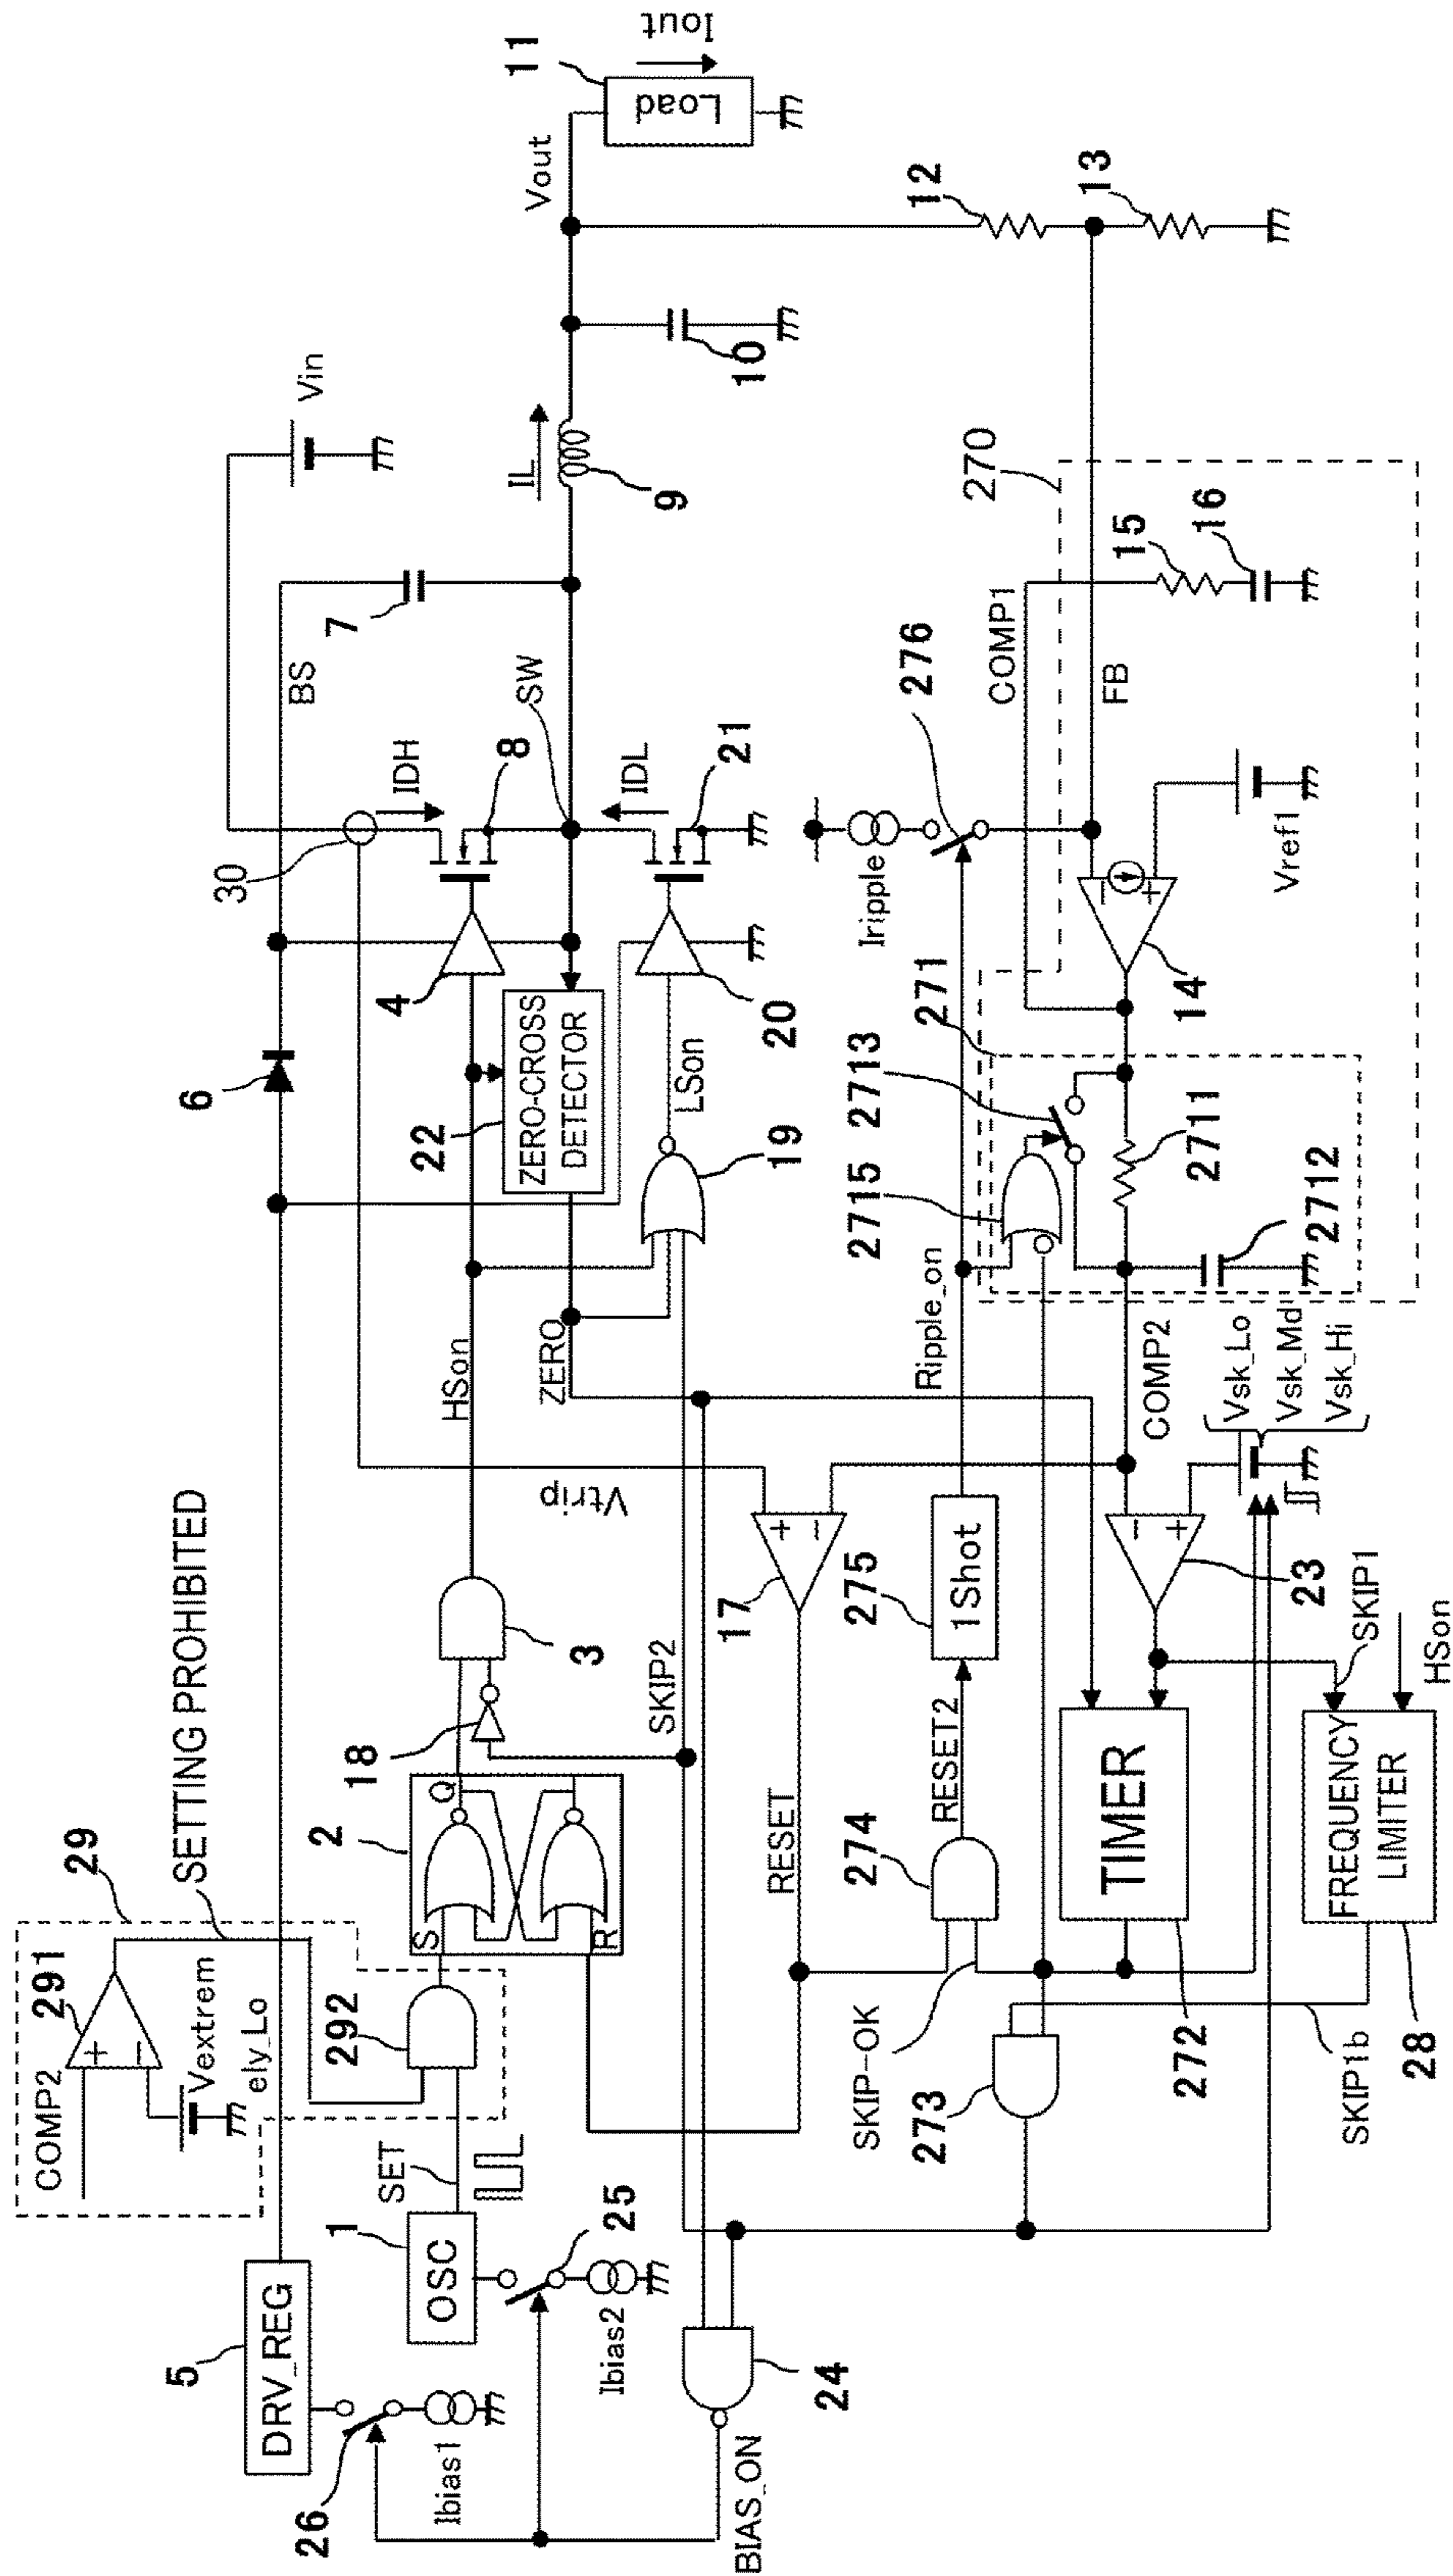 29
SETTING PROHIBITED
291
COMP2
Vextrem
ely_Lo
292
5
DRV_REG
26
Ibias1
BIAS_ON
1
OSC
SET
25
Ibias2
24
2
S
Q
R
18
3
HSon
ZERO
SKIP2
RESET
Vtrip
17
6
BS
7
30
Vin
IDH
8
4
SW
22
ZERO-CROSS
DETECTOR
IDL
21
20
LSon
19
IL
9
10
Vout
11
Load
Iout
12
13
270
Iripple
276
COMP1
FB
15
16
Vref1
14
271
2713
2715
2711
2712
Ripple_on
COMP2
Vsk_Lo
Vsk_Md
Vsk_Hi
275
1Shot
RESET2
274
SKIP-OK
273
TIMER
272
23
SKIP1
HSon
FREQUENCY
LIMITER
28
SKIP1b